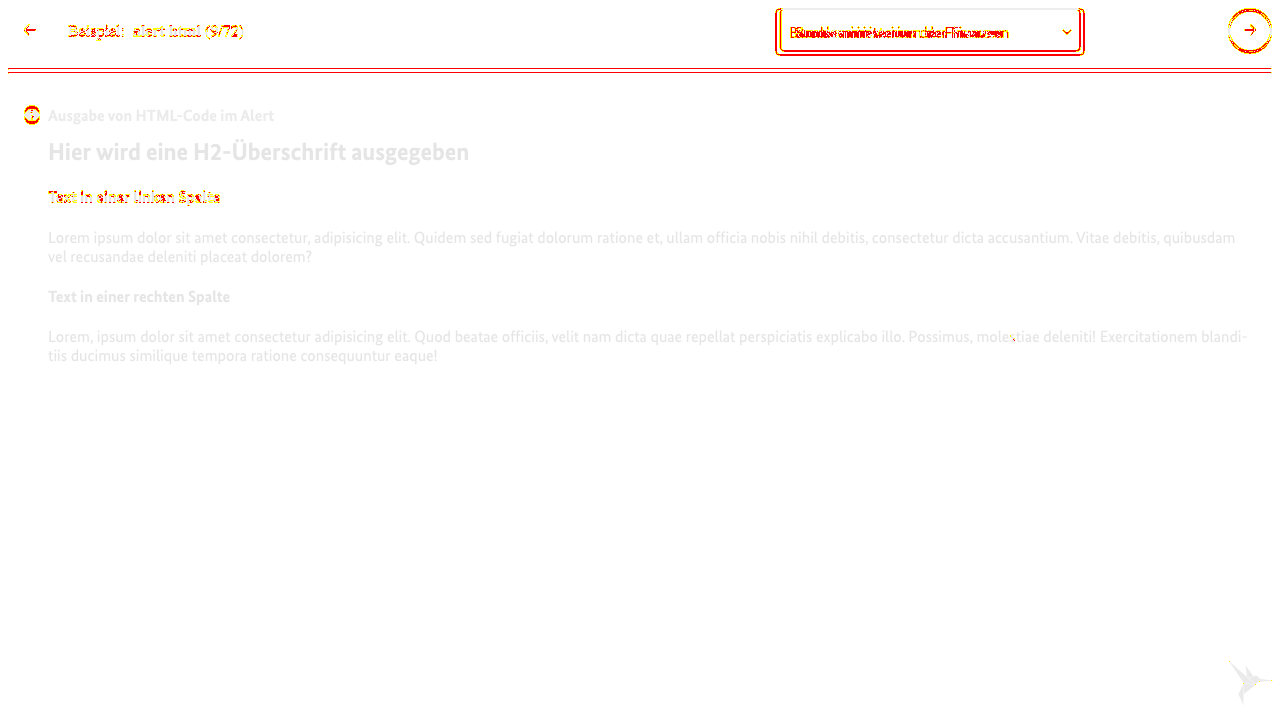 Beispiel: alert html (9/72)
Ausgabe von HTML-Code im Alert
Hier wird eine H2-Überschrift ausgegeben
Text in einer linken Spalte
Lorem ipsum dolor sit amet consectetur, adipisicing elit. Quidem sed fugiat dolorum ratione et, ullam officia nobis nihil debitis, consectetur dicta accusantium. Vitae debitis, quibusdam
vel recusandae deleniti placeat dolorem?
Text in einer rechten Spalte
Lorem, ipsum dolor sit amet consectetur adipisicing elit. Quod beatae officiis, velit nam dicta quae repellat perspiciatis explicabo illo. Possimus, molestiae deleniti! Exercitationem blandi-
tiis ducimus similique tempora ratione consequuntur eaque!